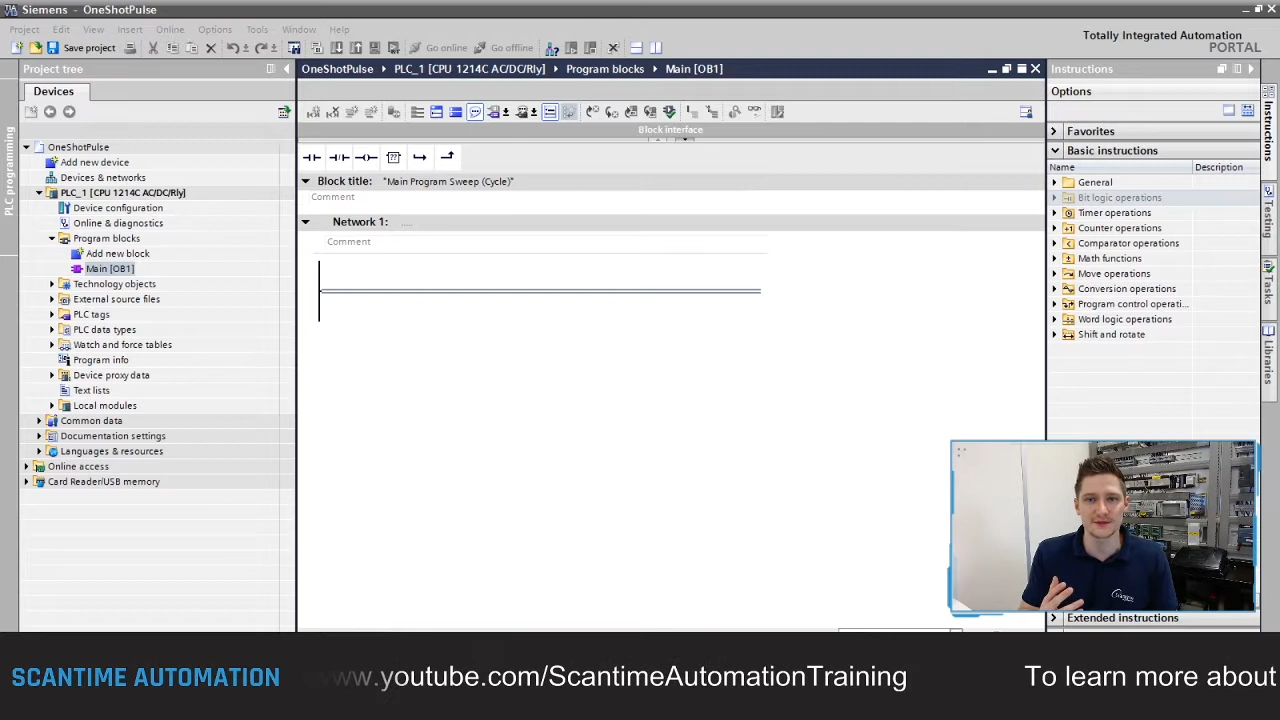 Siemens - OneShotPulse
Project Edit View Insert Online Options Tools Window Help
Totally Integrated Automation
PORTAL
Save project
Go online
Go offline
Project tree
OneShotPulse
PLC_1 [CPU 1214C AC/DC/Rly]
Program blocks
Main [OB1]
Instructions
Devices
Options
PLC programming
Block interface
Favorites
OneShotPulse
Add new device
Devices & networks
PLC_1 [CPU 1214C AC/DC/Rly]
Device configuration
Online & diagnostics
Program blocks
Add new block
Main [OB1]
Technology objects
External source files
PLC tags
PLC data types
Watch and force tables
Program info
Device proxy data
Text lists
Local modules
Common data
Documentation settings
Languages & resources
Online access
Card Reader/USB memory
Block title: "Main Program Sweep (Cycle)"
Comment
Network 1: ....
Comment
Basic instructions
Name Description
General
Bit logic operations
Timer operations
Counter operations
Comparator operations
Math functions
Move operations
Conversion operations
Program control operati...
Word logic operations
Shift and rotate
Extended instructions
Instructions
Testing
Tasks
Libraries
SCANTIME AUTOMATION
www.youtube.com/ScantimeAutomationTraining
To learn more about